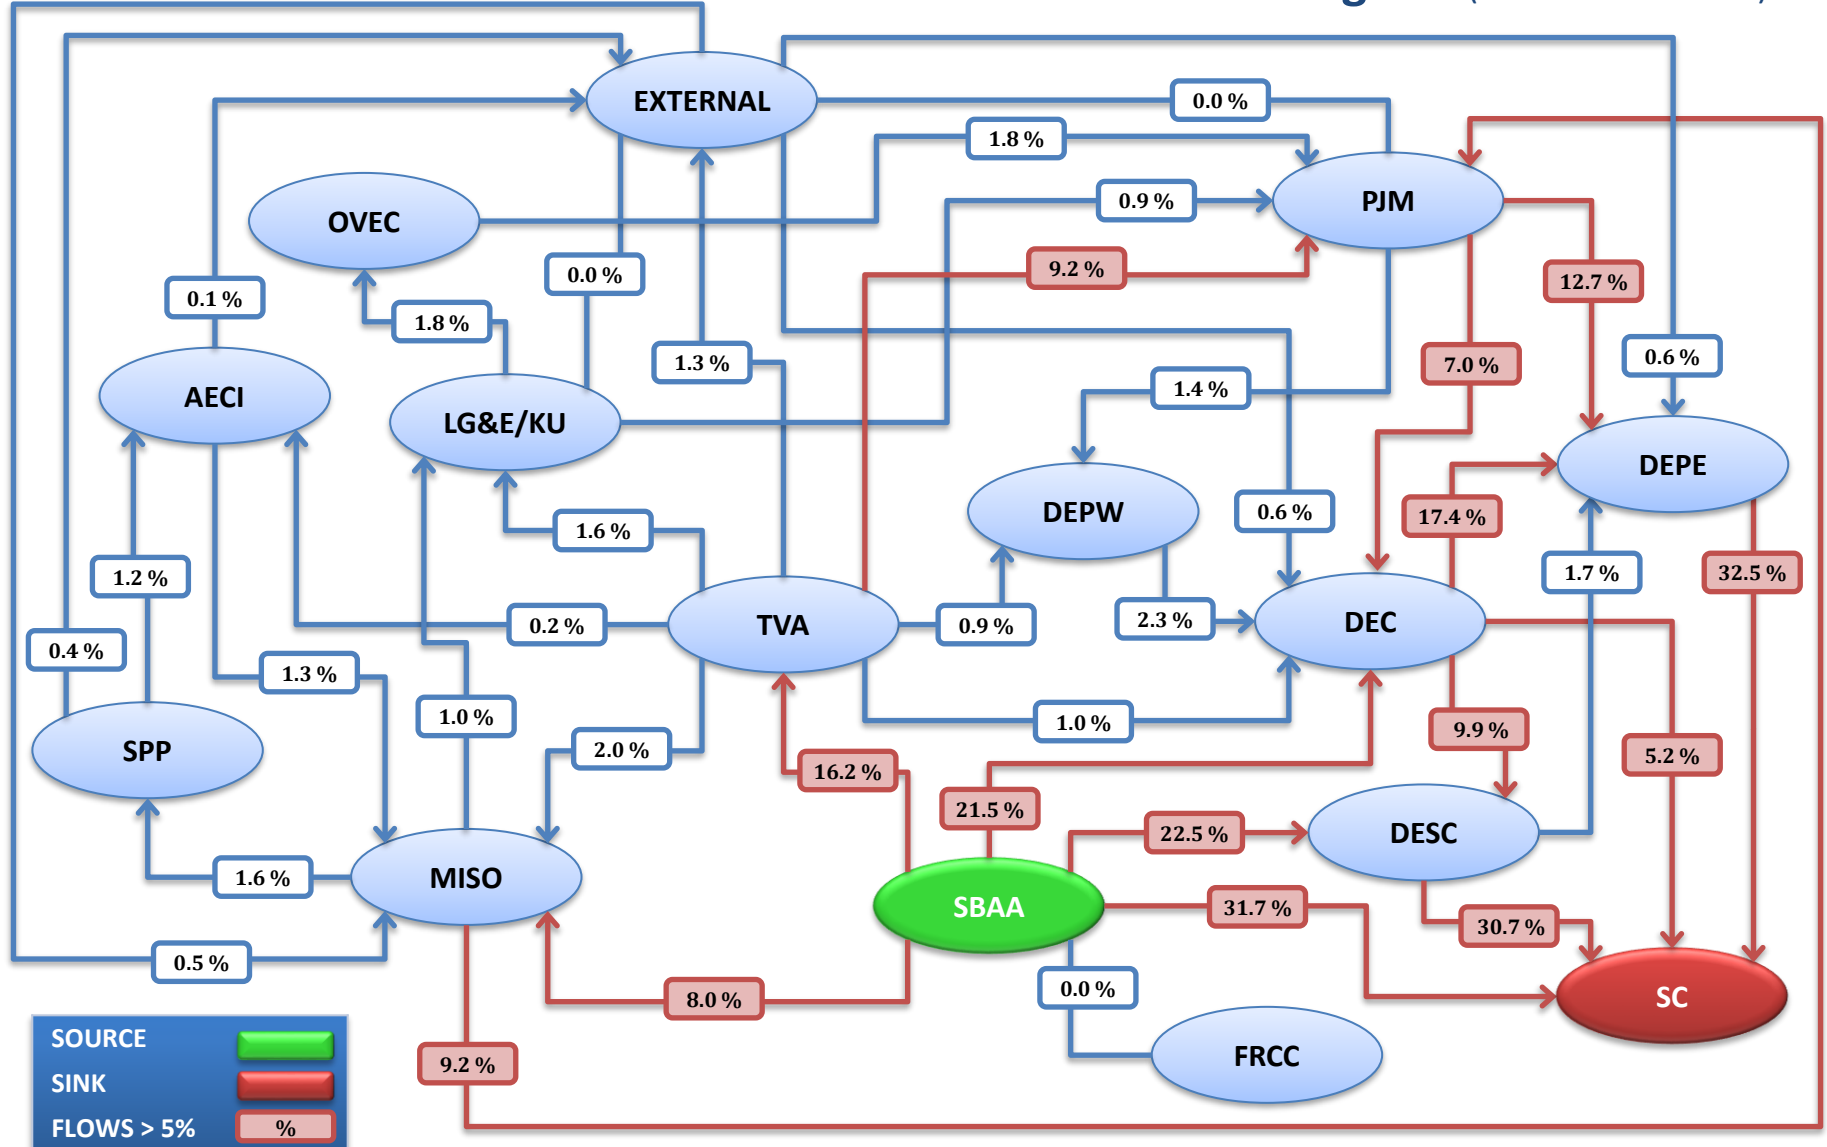 EXTERNAL
0.0 %
1.8 %
PJM
0.9 %
OVEC
9.2 %
0.0 %
12.7 %
0.1 %
1.8 %
1.3 %
7.0 %
0.6 %
1.4 %
AECI
LG&E/KU
DEPE
DEPW
0.6 %
17.4 %
1.6 %
1.2 %
1.7 %
32.5 %
0.2 %
TVA
0.9 %
2.3 %
DEC
0.4 %
1.3 %
1.0 %
1.0 %
9.9 %
SPP
2.0 %
5.2 %
16.2 %
21.5 %
22.5 %
DESC
1.6 %
MISO
SBAA
31.7 %
30.7 %
0.5 %
8.0 %
0.0 %
SC
SOURCE
9.2 %
FRCC
SINK
FLOWS > 5%
%